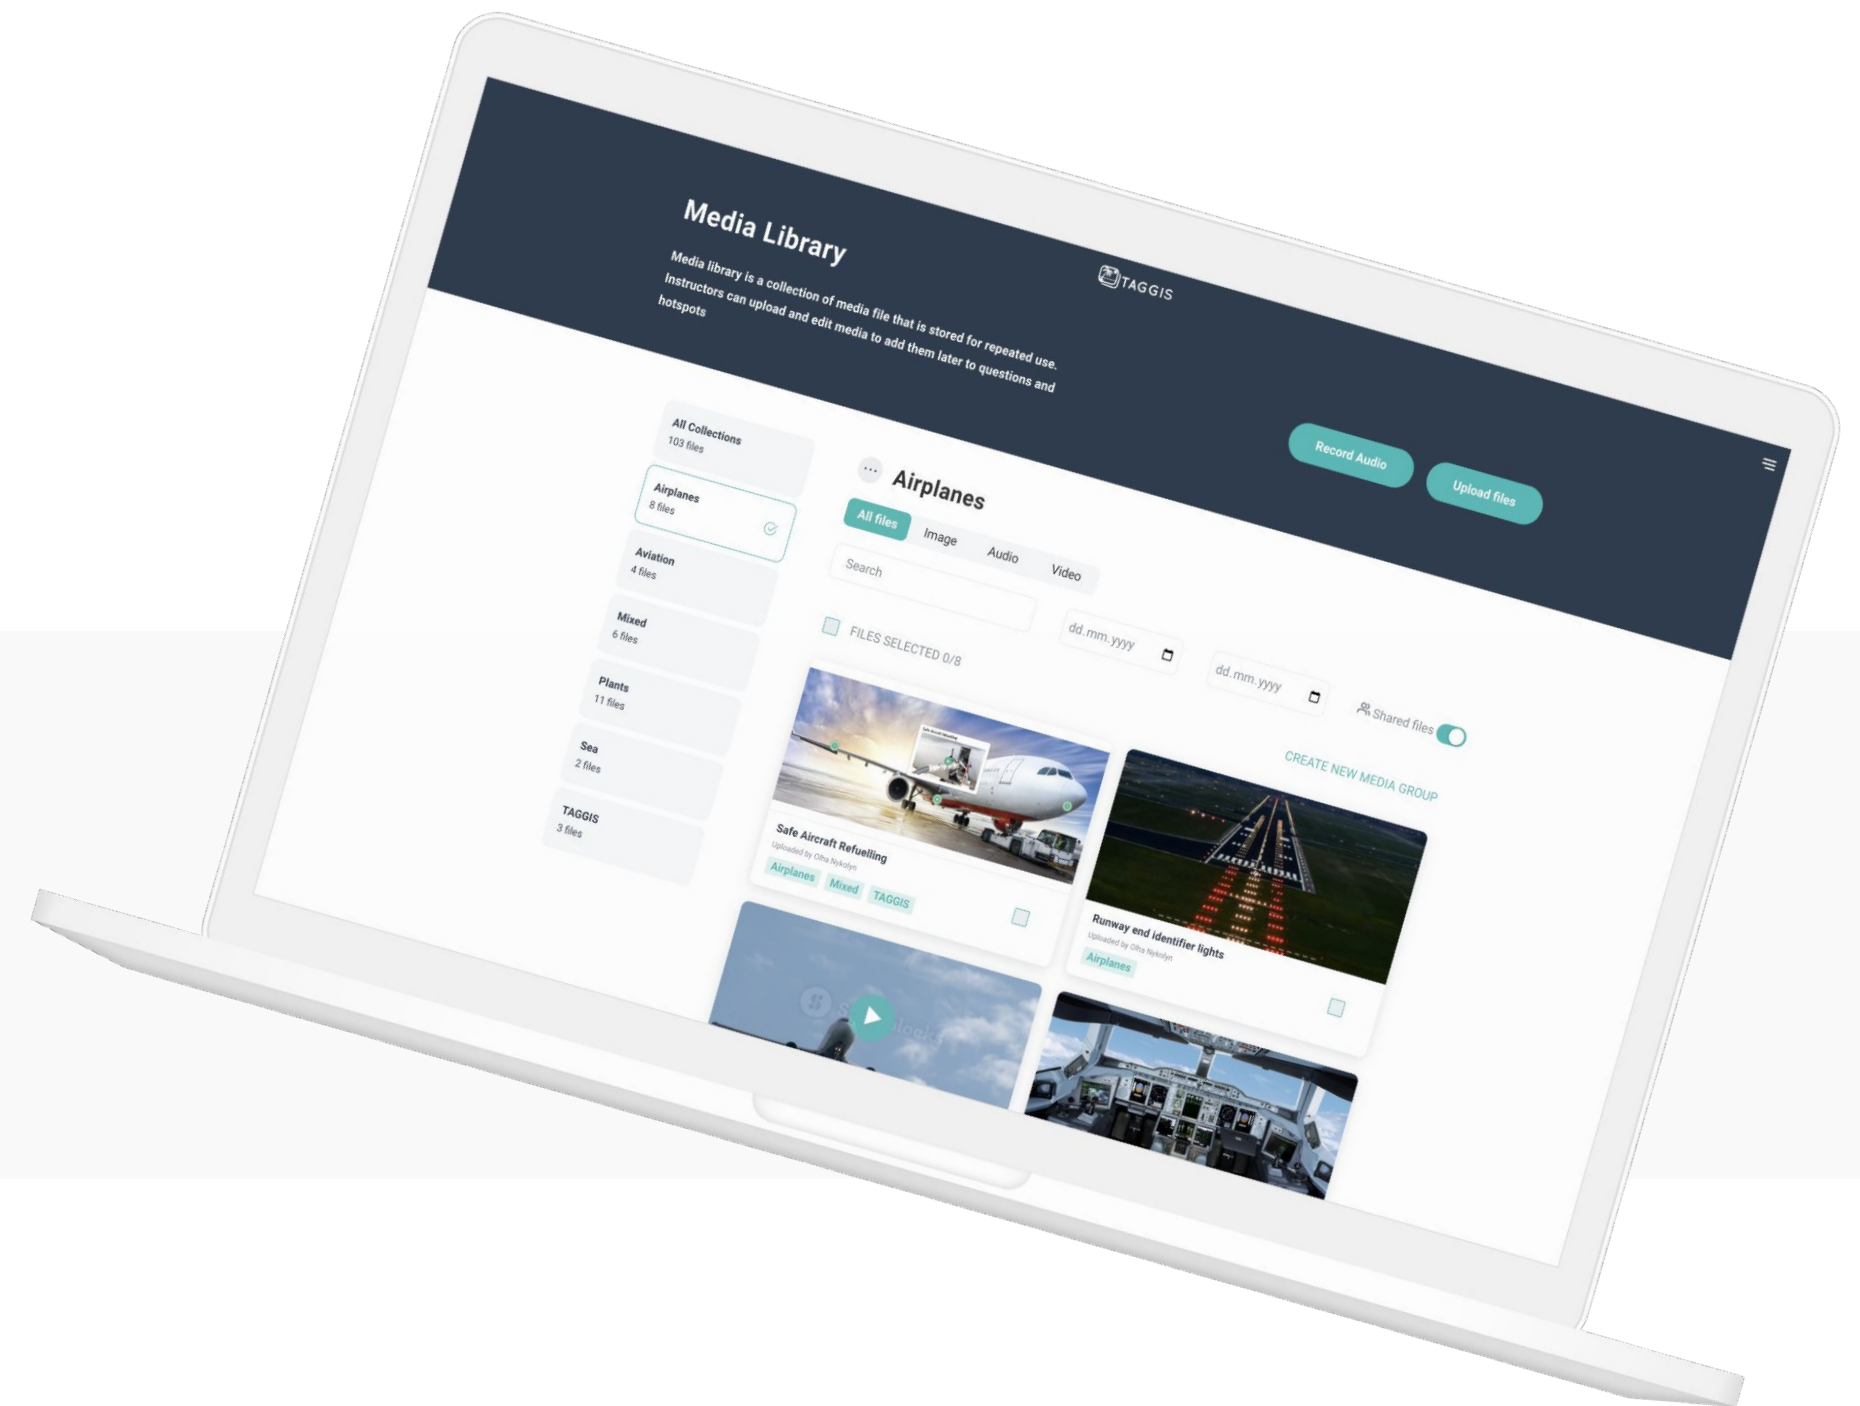 TAGGIS
Media Library
Media library is a collection of media file that is stored for repeated use.
Instructors can upload and edit media to add them later to questions and
hotspots
Record Audio
Upload files
All Collections
103 files
Airplanes
8 files
Aviation
4 files
Mixed
6 files
Plants
11 files
Sea
2 files
TAGGIS
3 files
Airplanes
All files
Image
Audio
Video
Search
dd.mm.yyyy
dd.mm.yyyy
Shared files
FILES SELECTED 0/8
CREATE NEW MEDIA GROUP
Safe Aircraft Refuelling
Safe Aircraft Refuelling
Uploaded by Olha Nykolyn
Airplanes
Mixed
TAGGIS
Runway end identifier lights
Uploaded by Olha Nykolyn
Airplanes